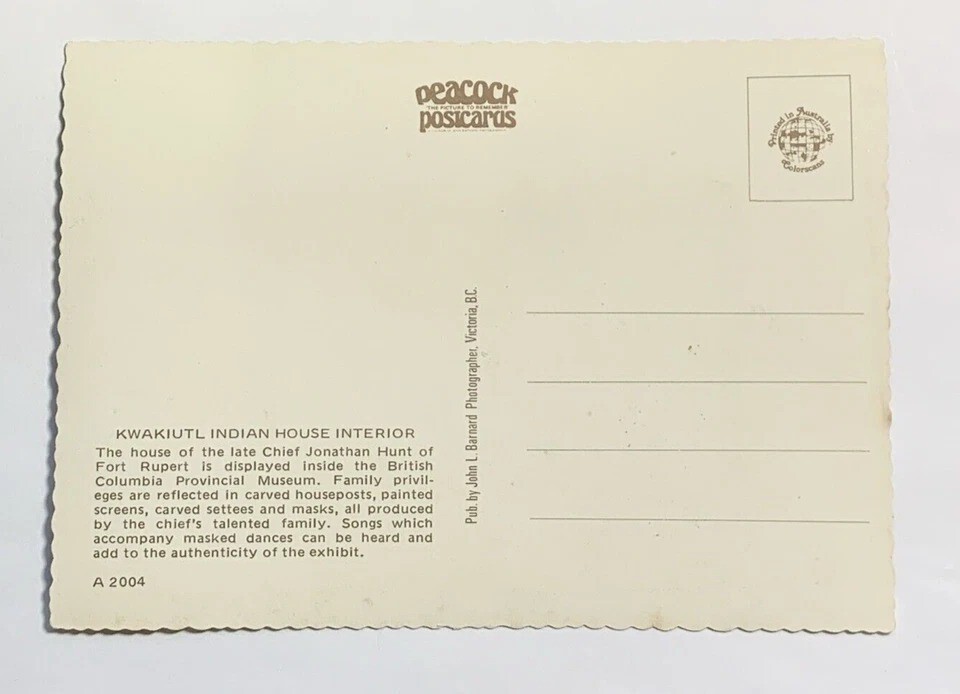 peacock
"THE PICTURE TO REMEMBER"
postcards
Printed in Australia by
Colorscans
Pub. by John L. Barnard Photographer, Victoria, B.C.
KWAKIUTL INDIAN HOUSE INTERIOR
The house of the late Chief Jonathan Hunt of
Fort Rupert is displayed inside the British
Columbia Provincial Museum. Family privil-
eges are reflected in carved houseposts, painted
screens, carved settees and masks, all produced
by the chief's talented family. Songs which
accompany masked dances can be heard and
add to the authenticity of the exhibit.
A 2004